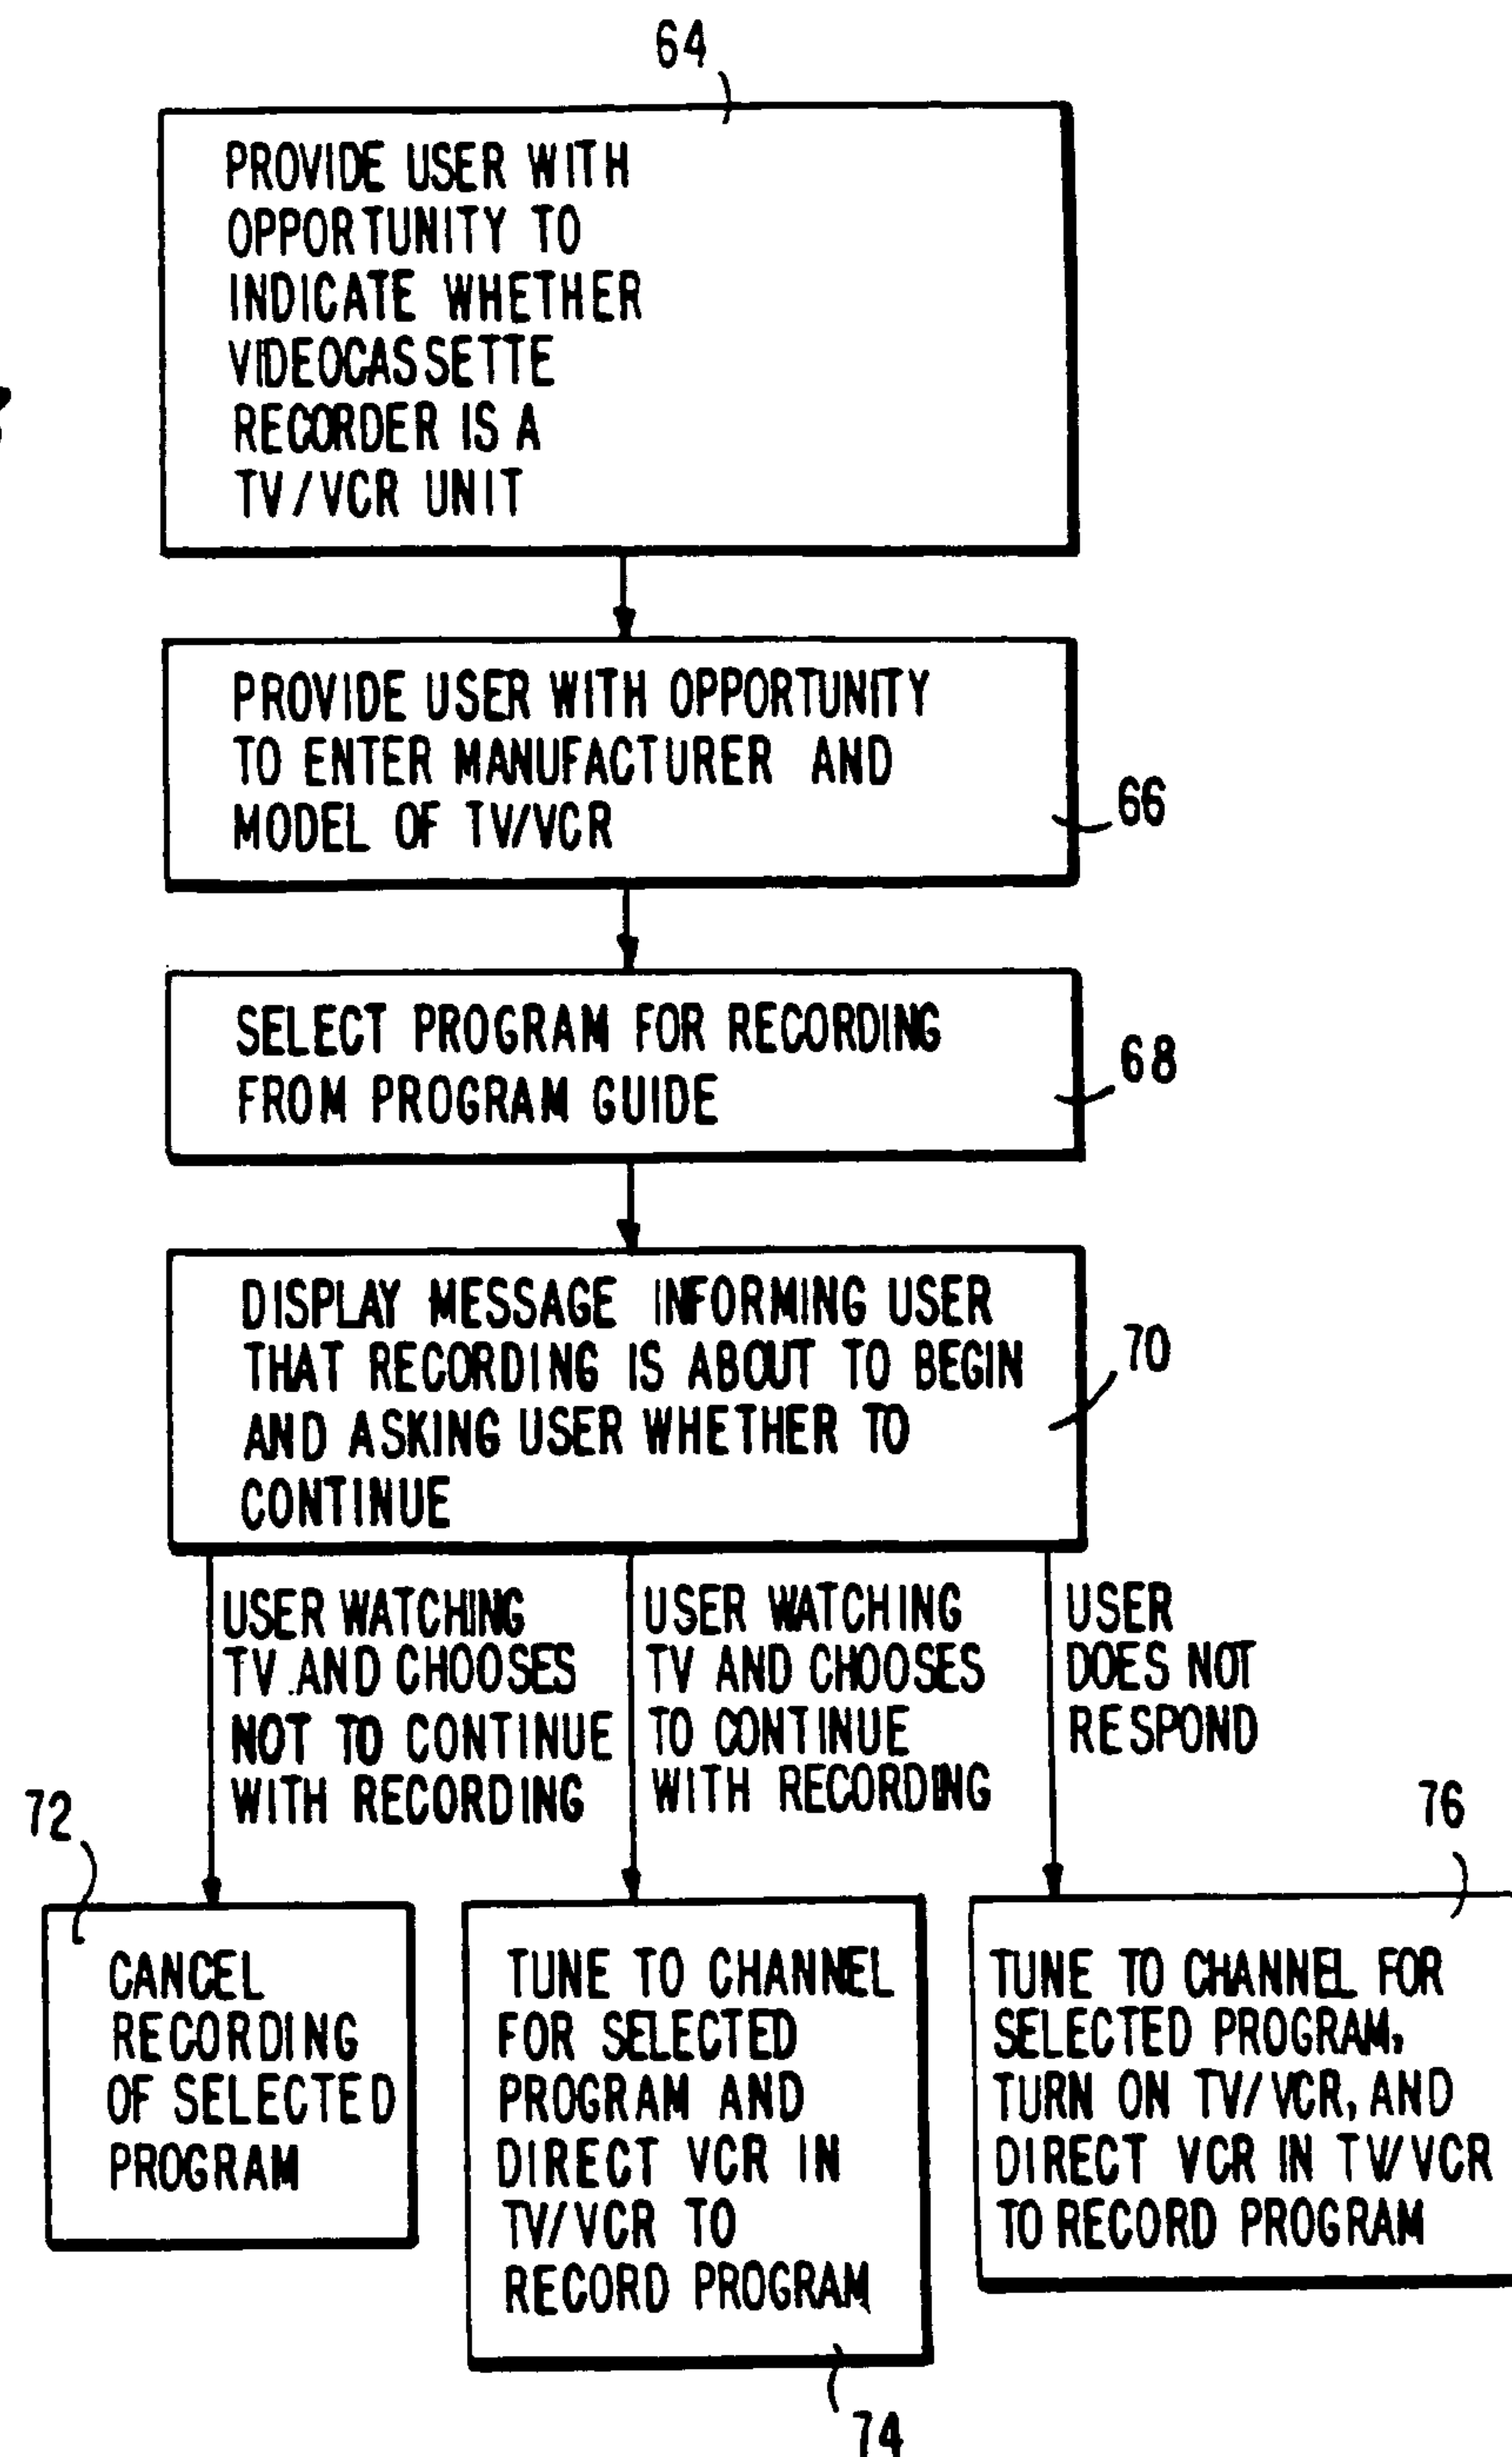 64
PROVIDE USER WITH
OPPORTUNITY TO
INDICATE WHETHER
VIDEOCASSETTE
RECORDER IS A
TV/VCR UNIT
PROVIDE USER WITH OPPORTUNITY
TO ENTER MANUFACTURER AND
MODEL OF TV/VCR
66
SELECT PROGRAM FOR RECORDING
FROM PROGRAM GUIDE
68
DISPLAY MESSAGE INFORMING USER
THAT RECORDING IS ABOUT TO BEGIN
AND ASKING USER WHETHER TO
CONTINUE
70
USER WATCHING
TV AND CHOOSES
NOT TO CONTINUE
WITH RECORDING
USER WATCHING
TV AND CHOOSES
TO CONTINUE
WITH RECORDING
USER
DOES NOT
RESPOND
72
CANCEL
RECORDING
OF SELECTED
PROGRAM
TUNE TO CHANNEL
FOR SELECTED
PROGRAM AND
DIRECT VCR IN
TV/VCR TO
RECORD PROGRAM
74
76
TUNE TO CHANNEL FOR
SELECTED PROGRAM,
TURN ON TV/VCR, AND
DIRECT VCR IN TV/VCR
TO RECORD PROGRAM